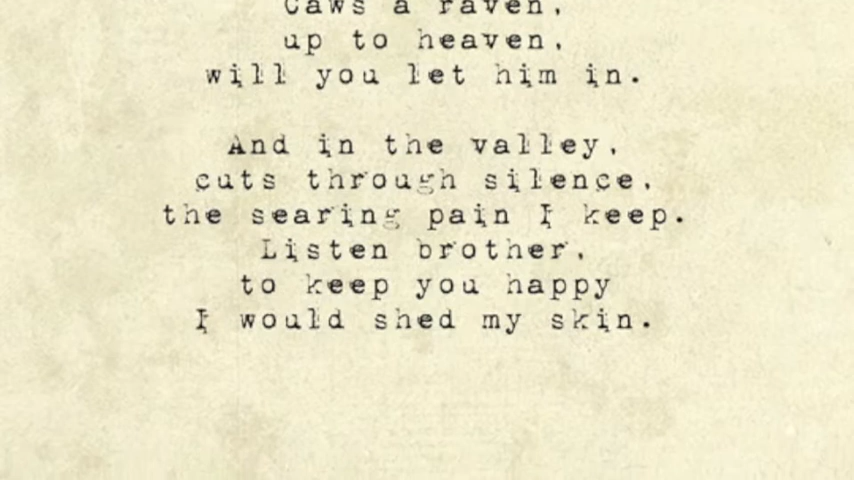 Caws a raven,
up to heaven,
will you let him in.
And in the valley,
cuts through silence,
the searing pain I keep.
Listen brother,
to keep you happy
I would shed my skin.